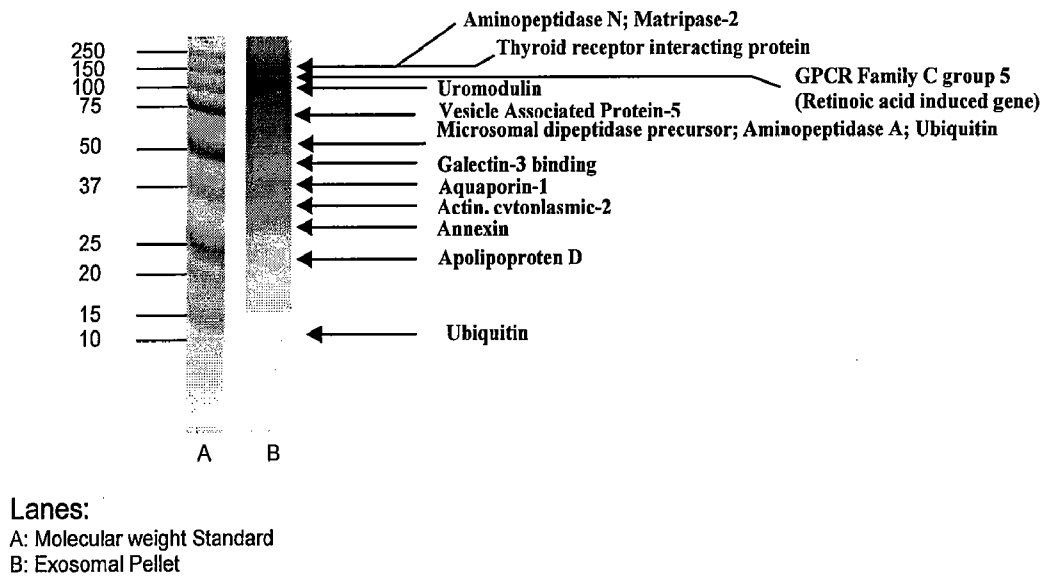 Aminopeptidase N; Matripase-2
Thyroid receptor interacting protein
GPCR Family C group 5
(Retinoic acid induced gene)
Uromodulin
Vesicle Associated Protein-5
Microsomal dipeptidase precursor; Aminopeptidase A; Ubiquitin
Galectin-3 binding
Aquaporin-1
Actin. cvtonlasmic-2
Annexin
Apolipoproten D
Ubiquitin
250
150
100
75
50
37
25
20
15
10
A B
Lanes:
A: Molecular weight Standard
B: Exosomal Pellet